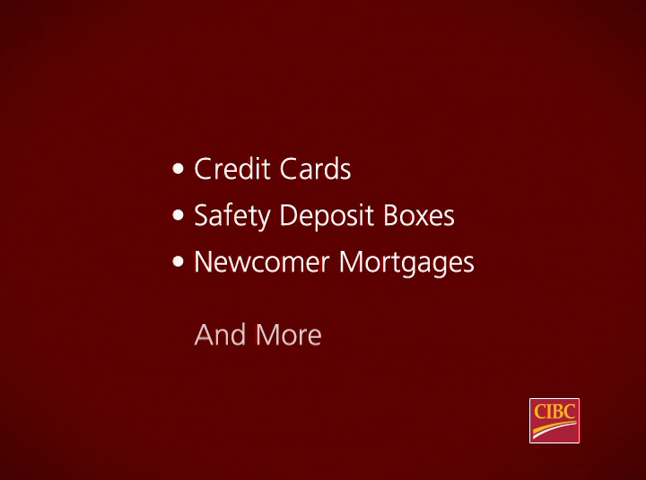 • Credit Cards
• Safety Deposit Boxes
• Newcomer Mortgages
And More
CIBC